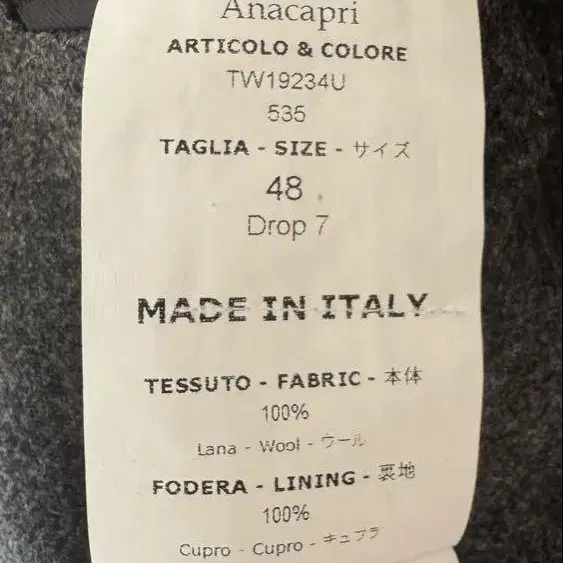 Anacapri
ARTICOLO & COLORE
TW19234U
535
TAGLIA - SIZE - サイズ
48
Drop 7
MADE IN ITALY
TESSUTO - FABRIC - 本体
100%
Lana - Wool - ウール
FODERA - LINING - 裏地
100%
Cupro - Cupro - キュプラ